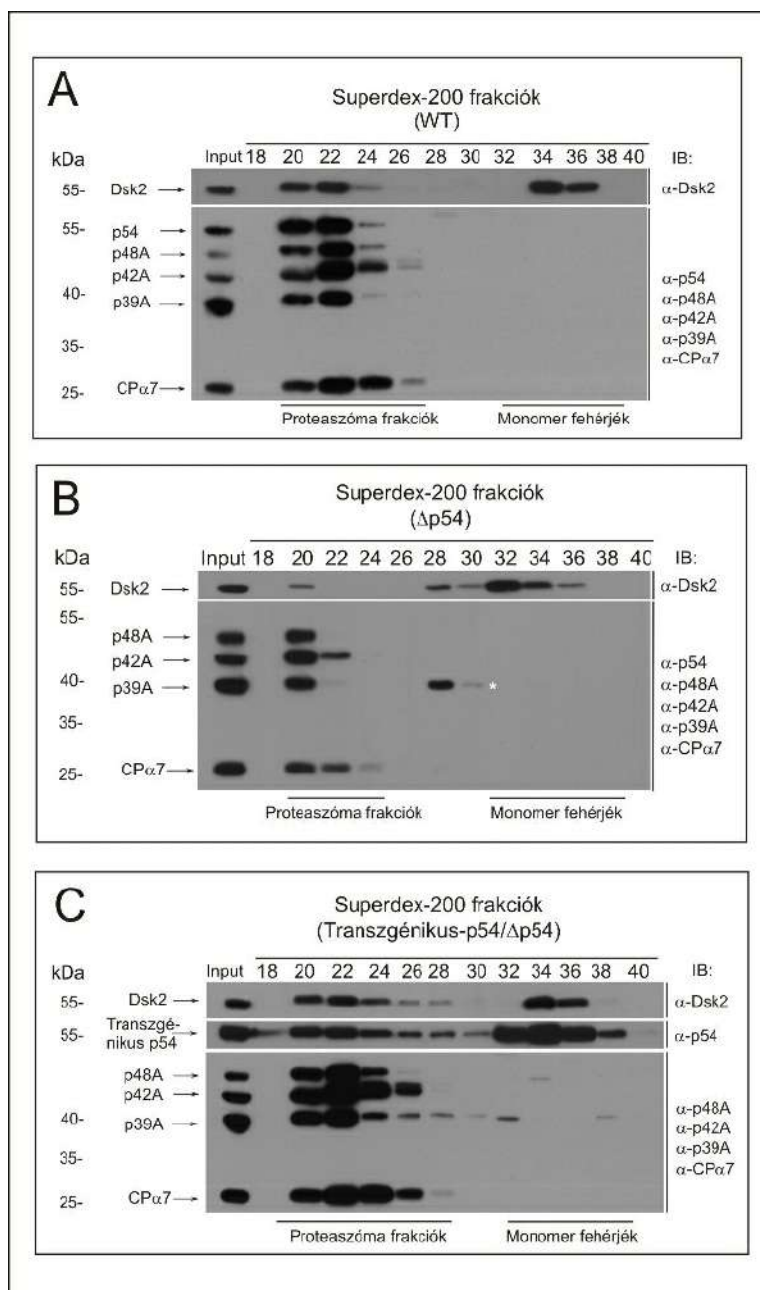 A
Superdex-200 frakciók
(WT)
kDa Input 18 20 22 24 26 28 30 32 34 36 38 40 IB:
55- Dsk2 α-Dsk2
55- p54
p48A
p42A α-p54
40- α-p48A
p39A α-p42A
35- α-p39A
α-CPα7
25- CPα7
Proteaszóma frakciók Monomer fehérjék
B
Superdex-200 frakciók
(Δp54)
kDa Input 18 20 22 24 26 28 30 32 34 36 38 40 IB:
55- Dsk2 α-Dsk2
55-
p48A
p42A α-p54
40- p39A * α-p48A
α-p42A
35- α-p39A
α-CPα7
25- CPα7
Proteaszóma frakciók Monomer fehérjék
C
Superdex-200 frakciók
(Transzgénikus-p54/Δp54)
kDa Input 18 20 22 24 26 28 30 32 34 36 38 40 IB:
55- Dsk2 α-Dsk2
Transzgé-
55- nikus p54 α-p54
p48A
p42A
40- p39A α-p48A
α-p42A
35- α-p39A
α-CPα7
25- CPα7
Proteaszóma frakciók Monomer fehérjék